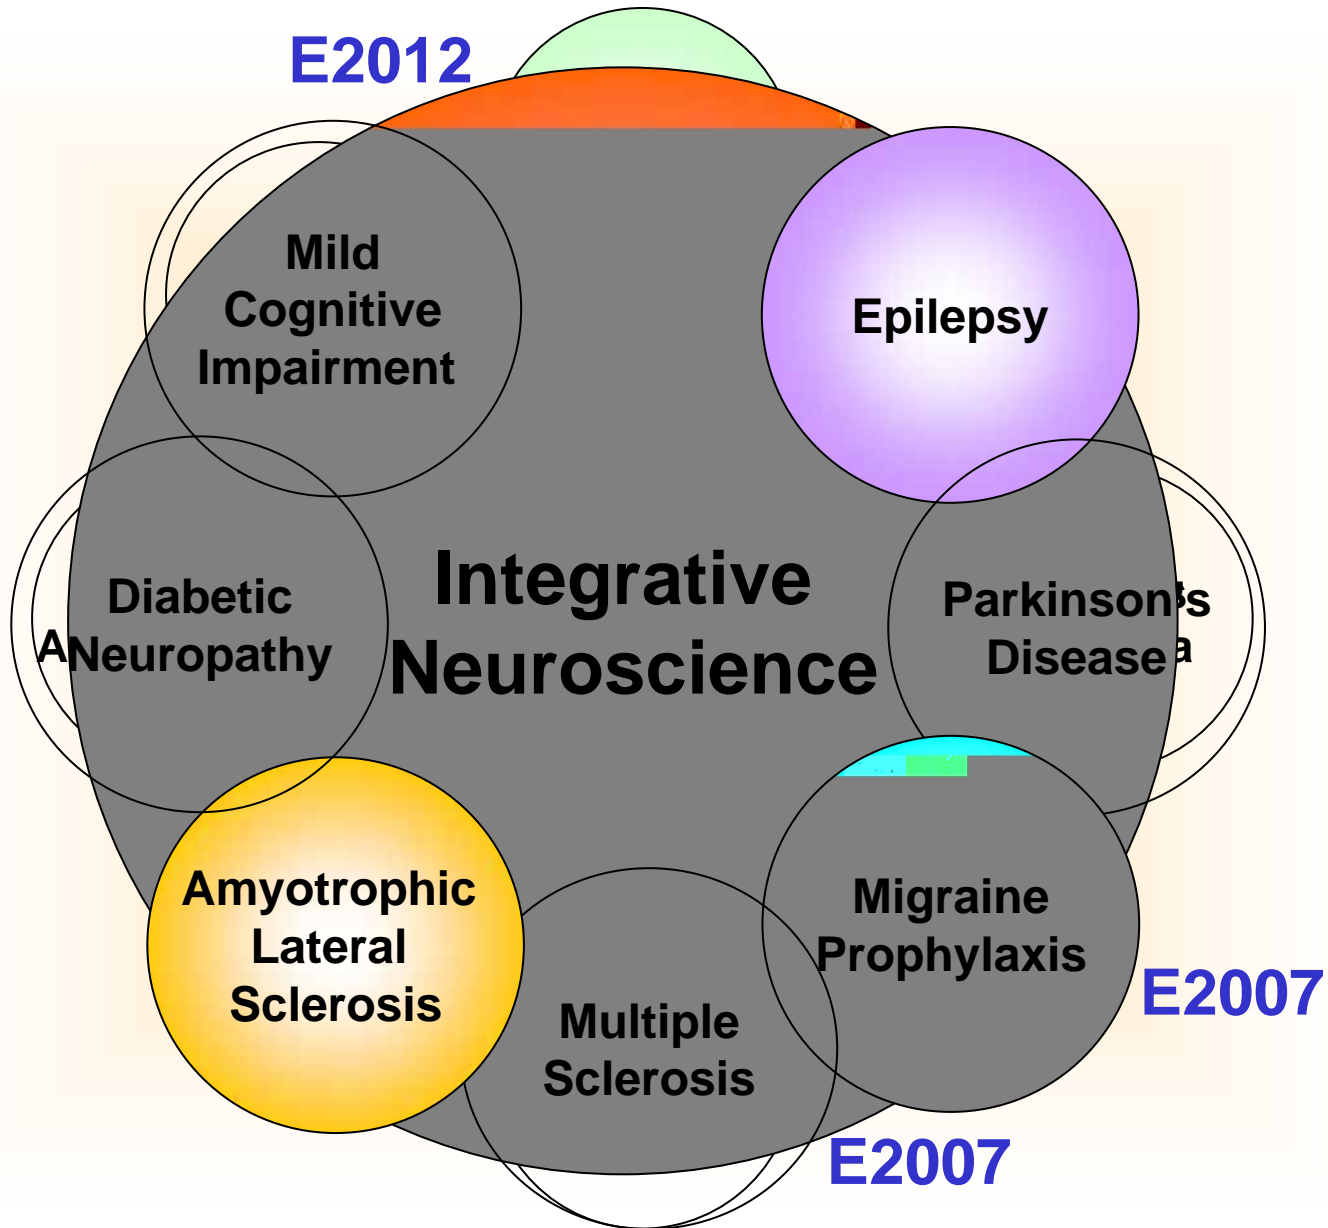 E2012
Mild
Cognitive
Impairment
Epilepsy
Integrative
Neuroscience
Diabetic
Neuropathy
Parkinson's
Disease
Amyotrophic
Lateral
Sclerosis
Migraine
Prophylaxis
E2007
Multiple
Sclerosis
E2007